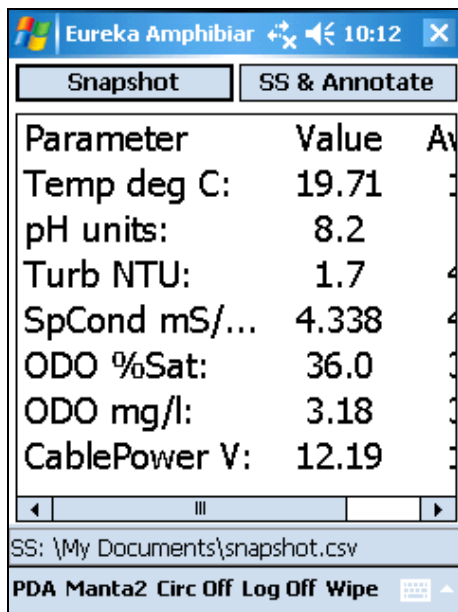 Eureka Amphibiar 10:12
Snapshot SS & Annotate
Parameter Value
Temp deg C: 19.71
pH units: 8.2
Turb NTU: 1.7
SpCond mS/... 4.338
ODO %Sat: 36.0
ODO mg/l: 3.18
CablePower V: 12.19
SS: \My Documents\snapshot.csv
PDA Manta2 Circ Off Log Off Wipe